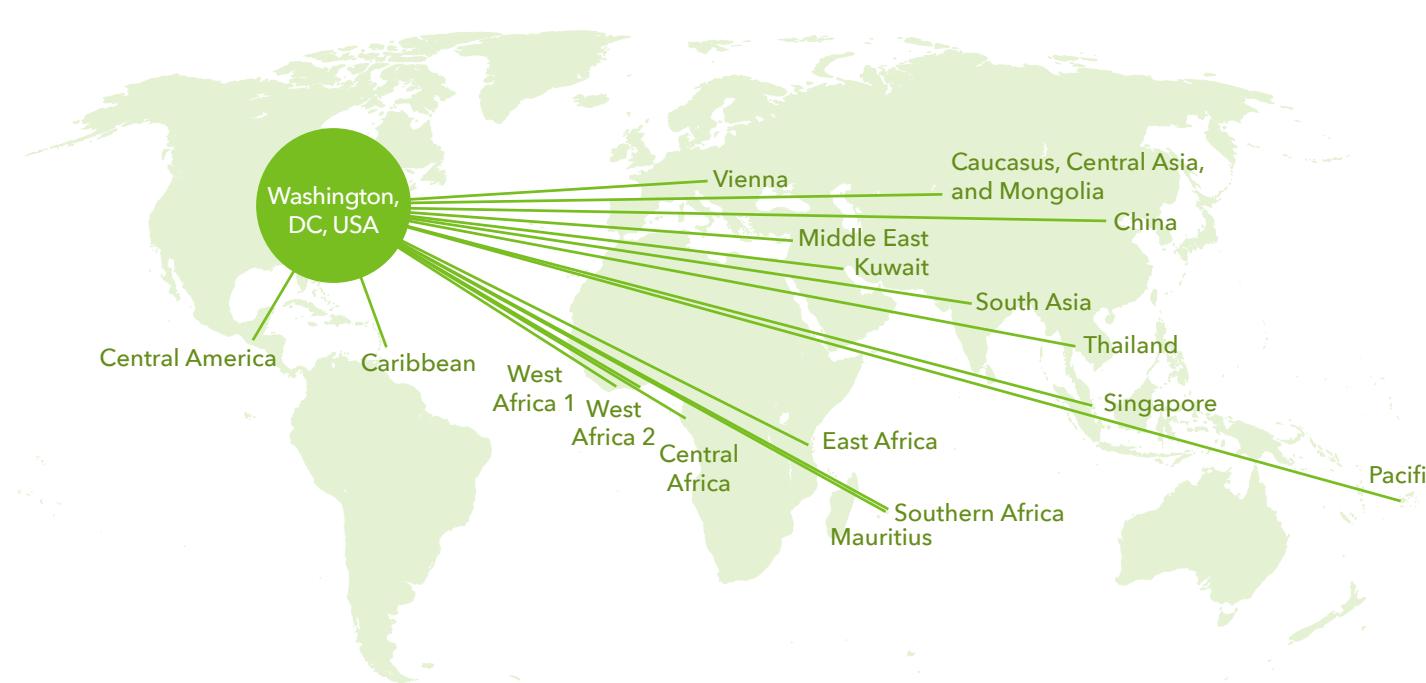 Washington,
DC, USA
Vienna
Caucasus, Central Asia,
and Mongolia
China
Middle East
Kuwait
South Asia
Thailand
Singapore
Pacifi
Central America
Caribbean
West
Africa 1
West
Africa 2
Central
Africa
East Africa
Southern Africa
Mauritius